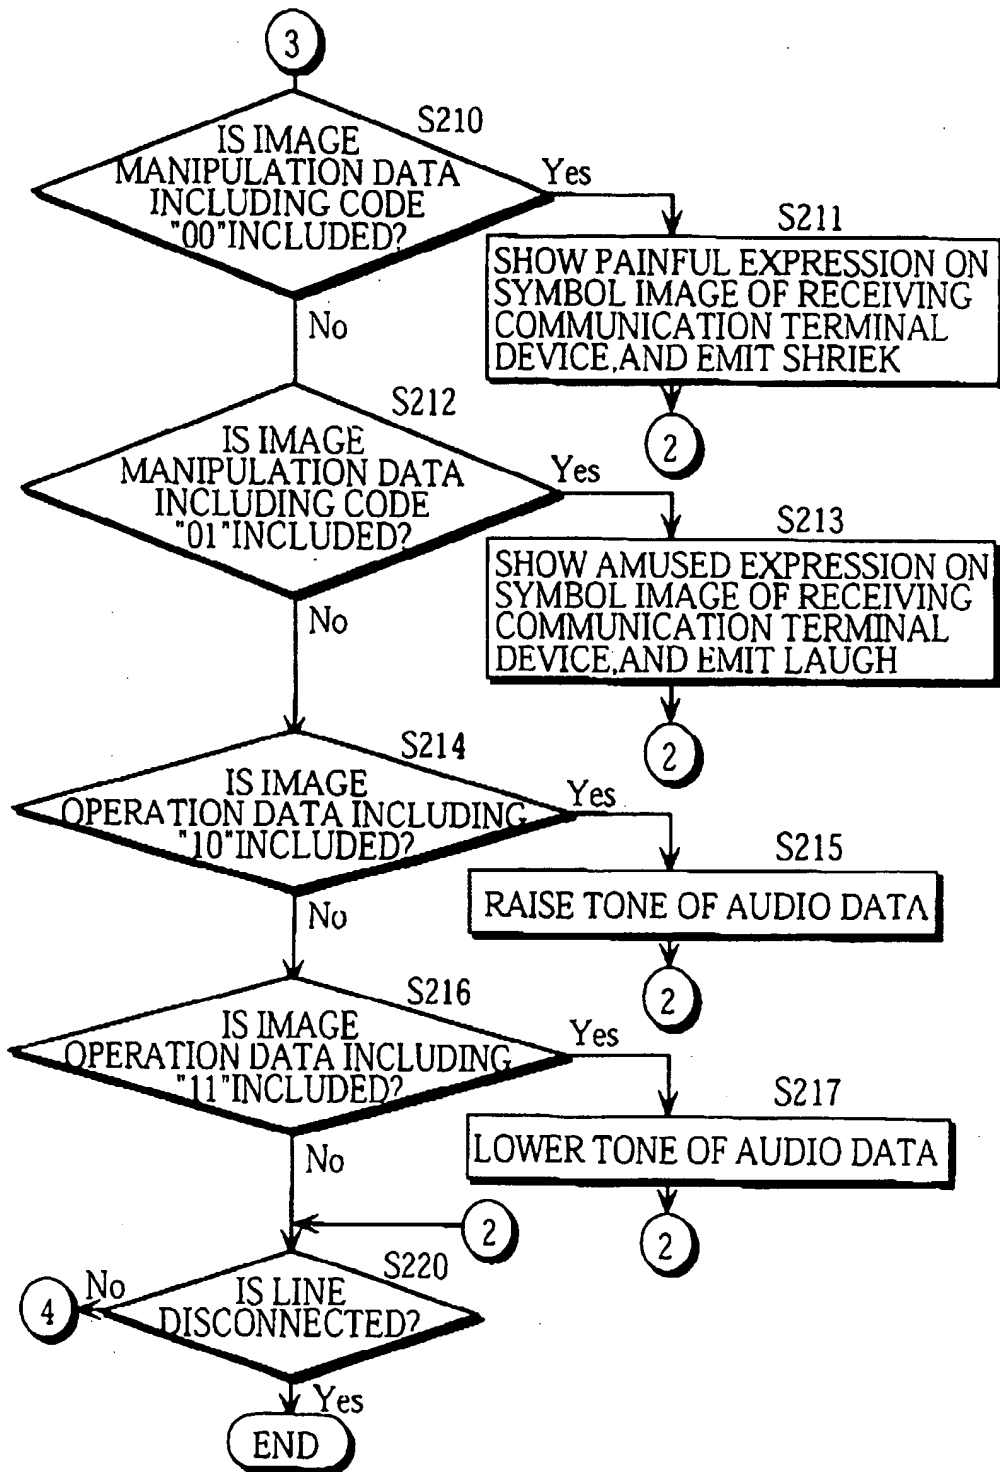 3
S210
IS IMAGE
MANIPULATION DATA
INCLUDING CODE
"00"INCLUDED?
Yes
No
S211
SHOW PAINFUL EXPRESSION ON
SYMBOL IMAGE OF RECEIVING
COMMUNICATION TERMINAL
DEVICE,AND EMIT SHRIEK
2
S212
IS IMAGE
MANIPULATION DATA
INCLUDING CODE
"01"INCLUDED?
Yes
No
S213
SHOW AMUSED EXPRESSION ON
SYMBOL IMAGE OF RECEIVING
COMMUNICATION TERMINAL
DEVICE,AND EMIT LAUGH
2
S214
IS IMAGE
OPERATION DATA INCLUDING
"10"INCLUDED?
Yes
No
S215
RAISE TONE OF AUDIO DATA
2
S216
IS IMAGE
OPERATION DATA INCLUDING
"11"INCLUDED?
Yes
No
S217
LOWER TONE OF AUDIO DATA
2
2
S220
IS LINE
DISCONNECTED?
No
4
Yes
END